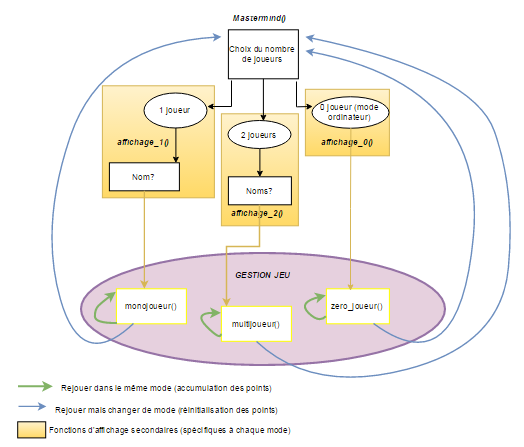 Mastermind()
Choix du nombre
de joueurs
1 joueur
affichage_1()
Nom?
2 joueurs
Noms?
affichage_2()
0 joueur (mode
ordinateur)
affichage_0()
GESTION JEU
monojoueur()
multijoueur()
zero_joueur()
Rejouer dans le même mode (accumulation des points)
Rejouer mais changer de mode (réinitialisation des points)
Fonctions d'affichage secondaires (spécifiques à chaque mode)